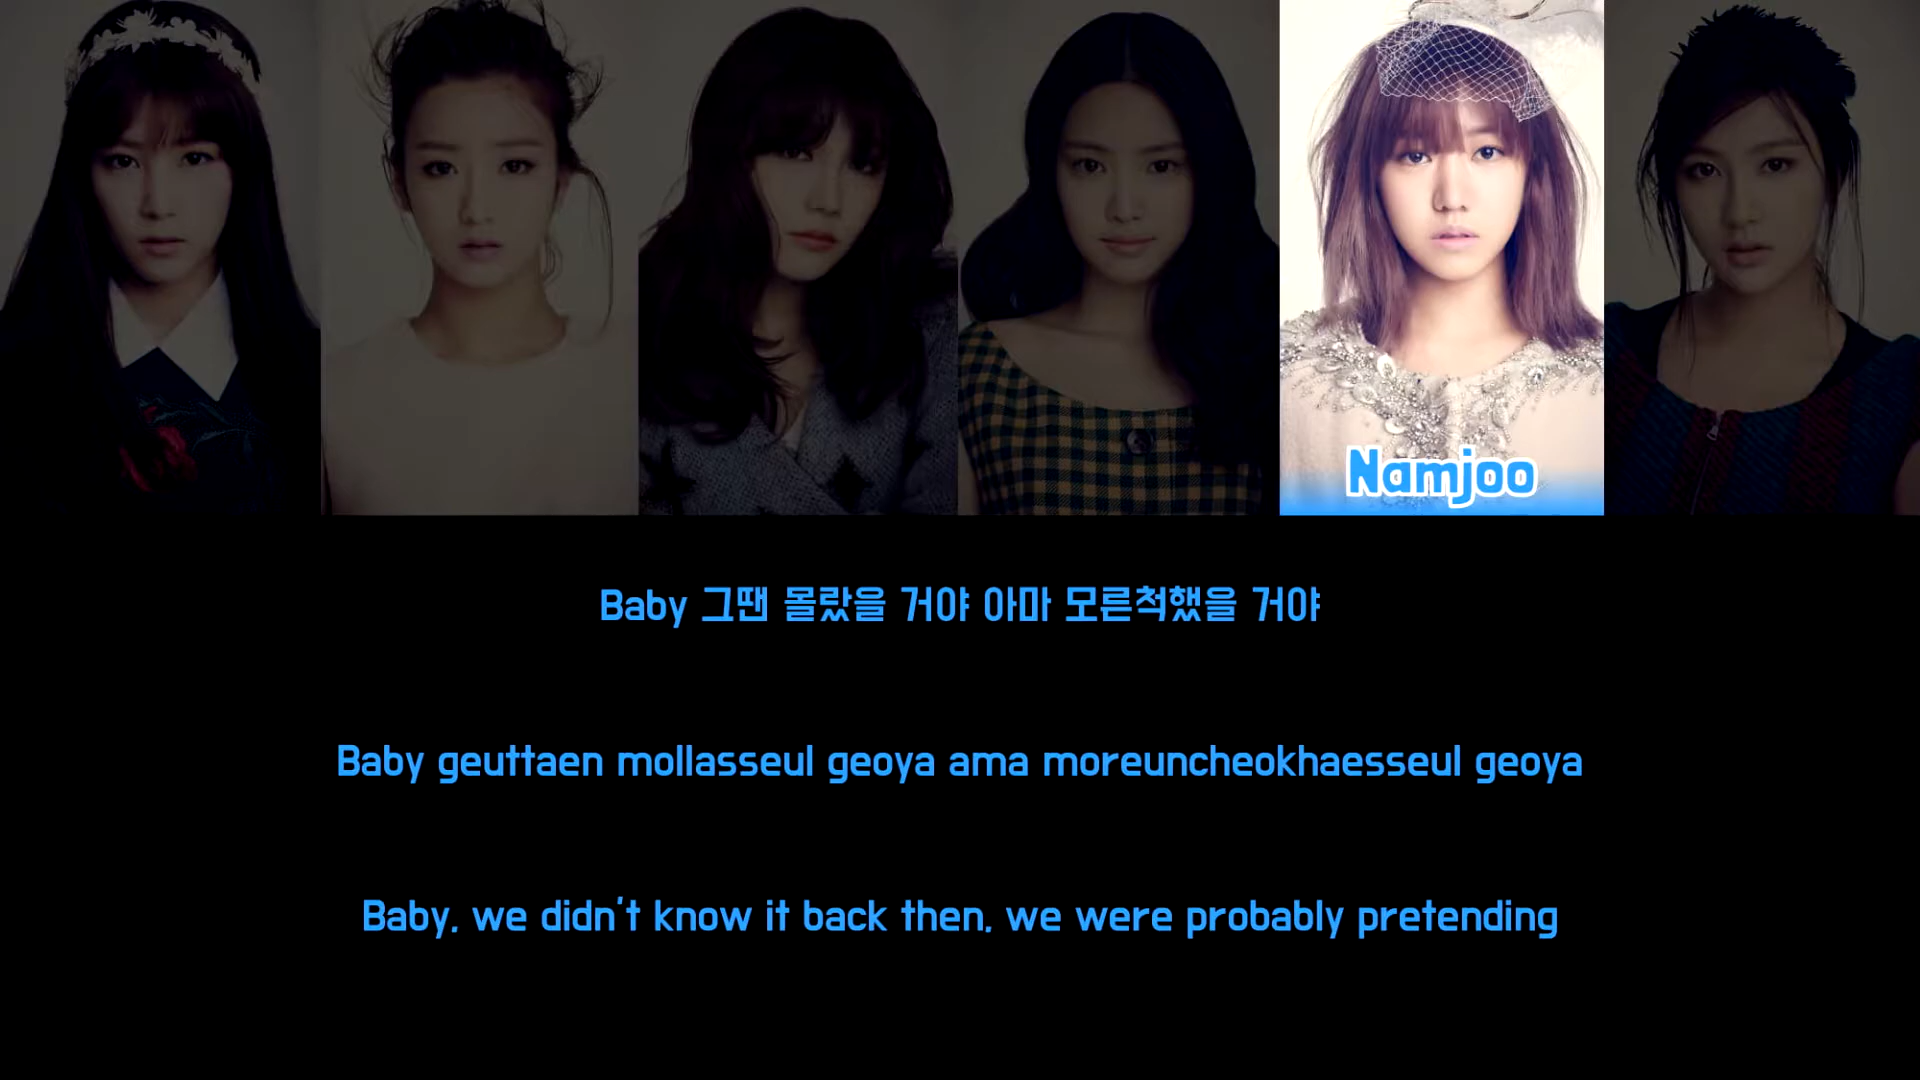 Namjoo
Baby 그땐 몰랐을 거야 아마 모른척했을 거야
Baby geuttaen mollasseul geoya ama moreuncheokhaesseul geoya
Baby, we didn't know it back then, we were probably pretending